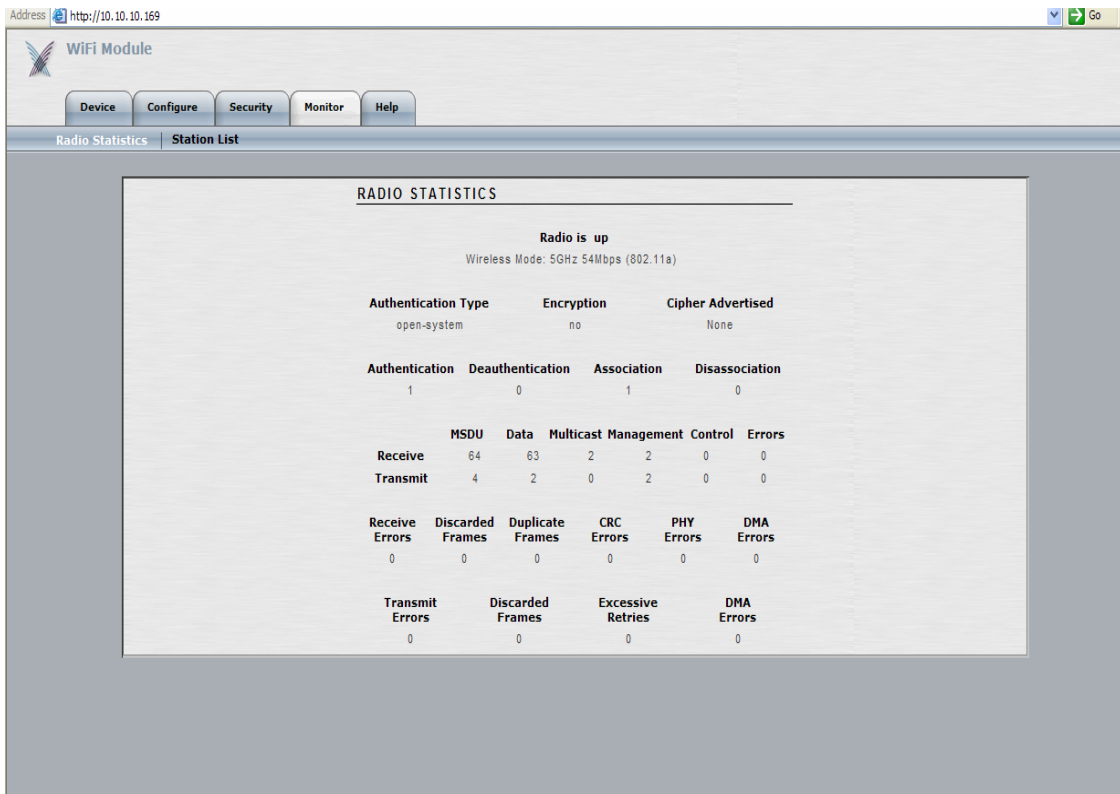 Address http://10.10.10.169 Go
WiFi Module
Device Configure Security Monitor Help
Radio Statistics Station List
RADIO STATISTICS
Radio is up
Wireless Mode: 5GHz 54Mbps (802.11a)
Authentication Type Encryption Cipher Advertised
open-system no None
Authentication Deauthentication Association Disassociation
1 0 1 0
MSDU Data Multicast Management Control Errors
Receive 64 63 2 2 0 0
Transmit 4 2 0 2 0 0
Receive Discarded Duplicate CRC PHY DMA
Errors Frames Frames Errors Errors Errors
0 0 0 0 0 0
Transmit Discarded Excessive DMA
Errors Frames Retries Errors
0 0 0 0